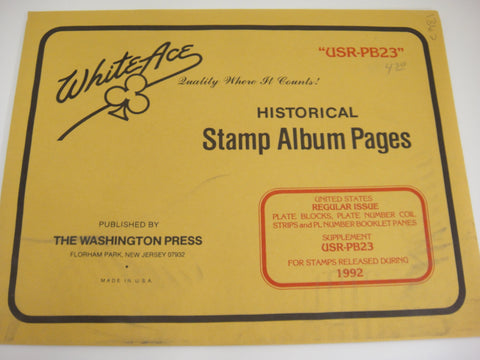 White-Ace
"USR-PB23"
Quality Where It Counts!
HISTORICAL
Stamp Album Pages
UNITED STATES
REGULAR ISSUE
PLATE BLOCKS, PLATE NUMBER COIL
STRIPS and PL. NUMBER BOOKLET PANES
SUPPLEMENT
USR-PB23
FOR STAMPS RELEASED DURING
1992
PUBLISHED BY
THE WASHINGTON PRESS
FLORHAM PARK, NEW JERSEY 07932
MADE IN U.S.A.